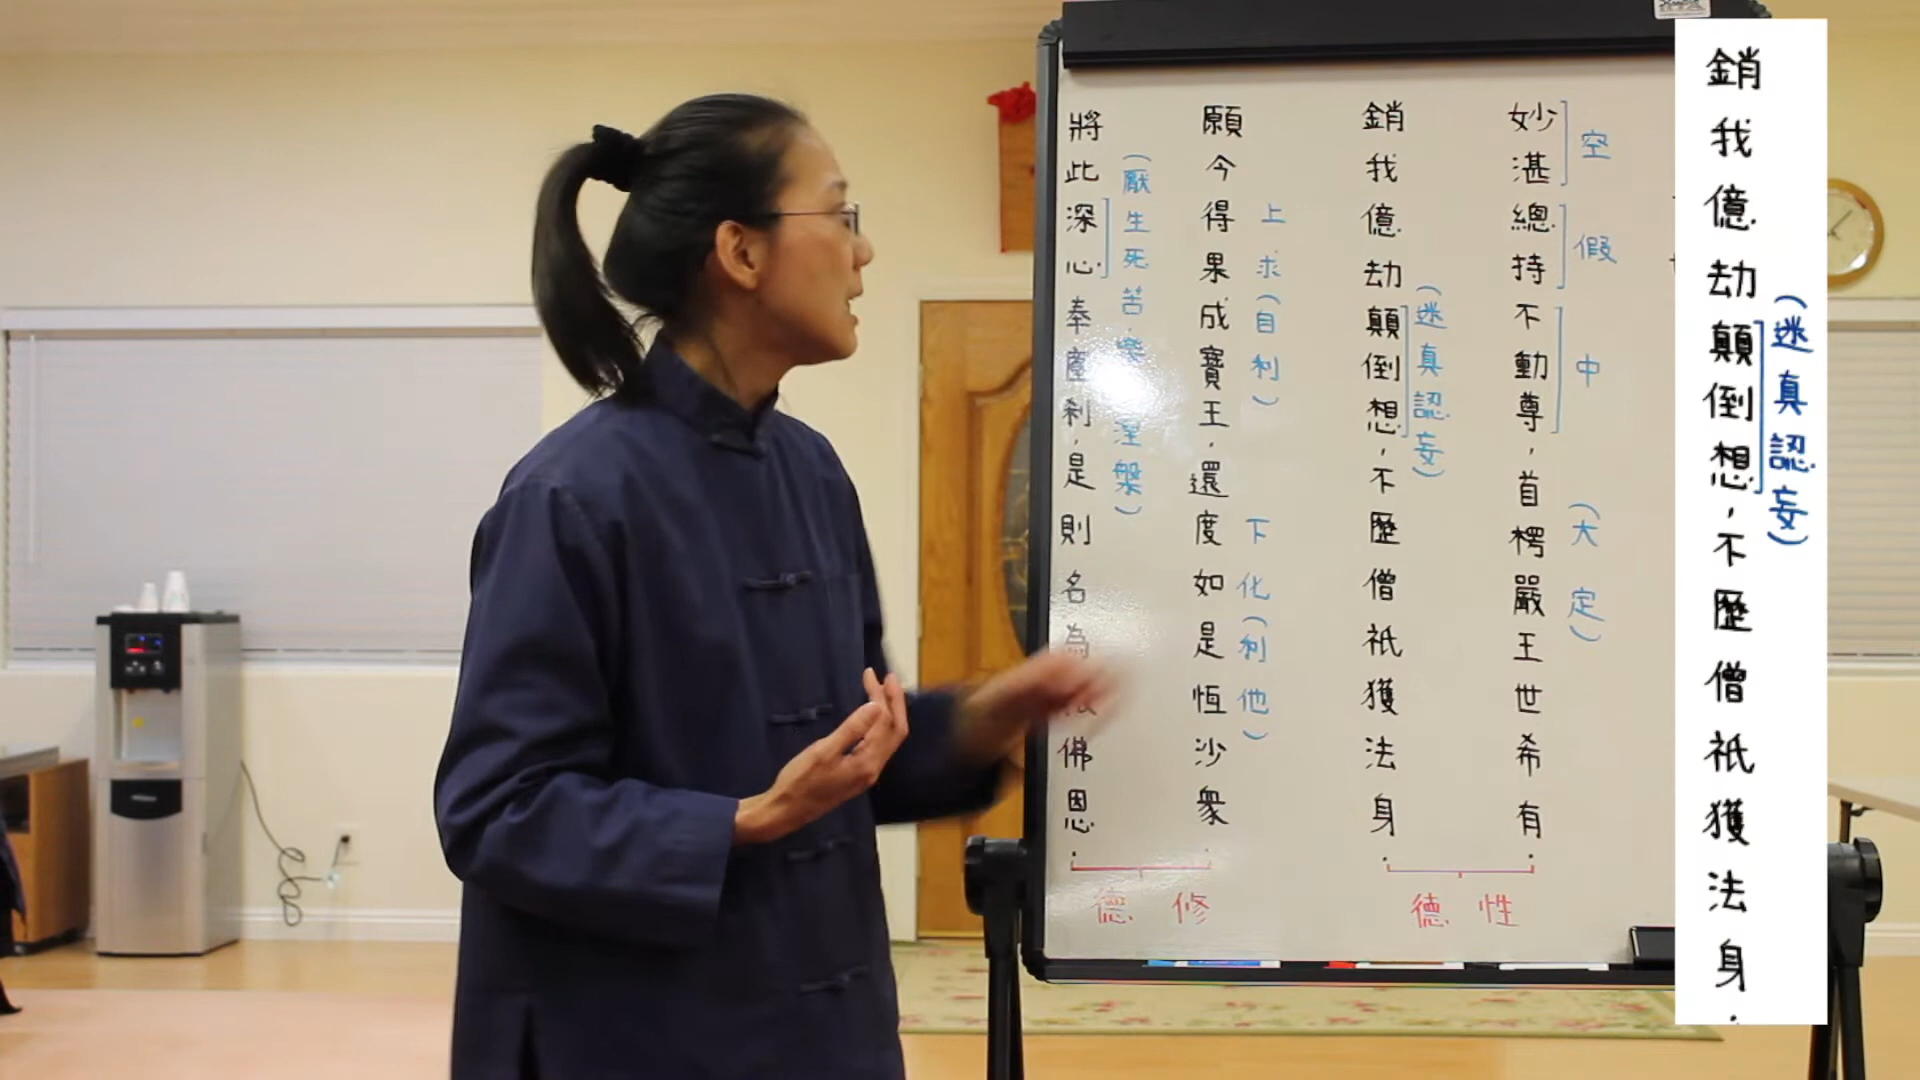 妙湛總持不動尊,首楞嚴王世希有.
空
假
中
(大定)
銷我億劫顛倒想,不歷僧祇獲法身.
(迷真認妄)
性德
願今得果成寶王,還度如是恆沙衆.
上求(自利)
下化(利他)
將此深心奉塵剎,是則名為佛恩.
(厭生死苦,樂涅槃)
修德
銷我億劫顛倒想,不歷僧祇獲法身.
(迷真認妄)